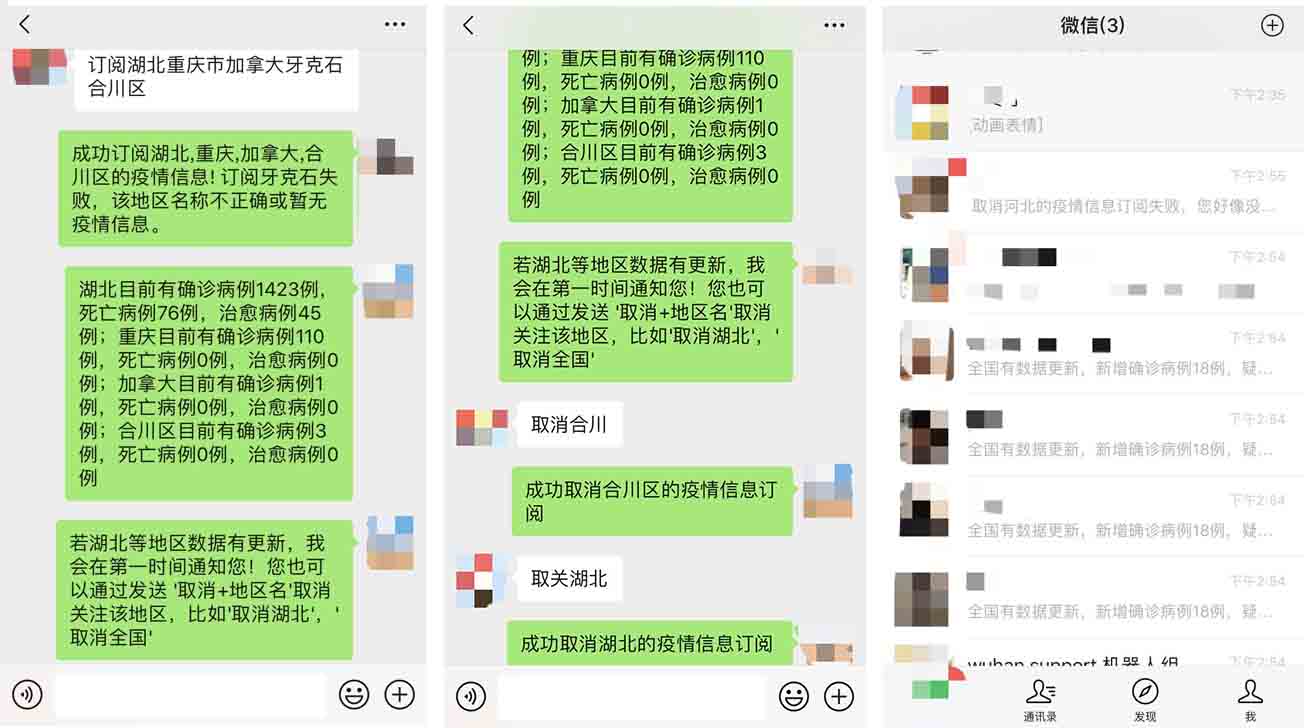 订阅湖北重庆市加拿大牙克石
合川区
成功订阅湖北,重庆,加拿大,合
川区的疫情信息! 订阅牙克石失
败，该地区名称不正确或暂无
疫情信息。
湖北目前有确诊病例1423例，
死亡病例76例，治愈病例45
例；重庆目前有确诊病例110
例，死亡病例0例，治愈病例0
例；加拿大目前有确诊病例1
例，死亡病例0例，治愈病例0
例；合川区目前有确诊病例3
例，死亡病例0例，治愈病例0
例
若湖北等地区数据有更新，我
会在第一时间通知您！您也可
以通过发送 '取消+地区名'取消
关注该地区，比如'取消湖北'，'
取消全国'
例；重庆目前有确诊病例110
例，死亡病例0例，治愈病例0
例；加拿大目前有确诊病例1
例，死亡病例0例，治愈病例0
例；合川区目前有确诊病例3
例，死亡病例0例，治愈病例0
例
若湖北等地区数据有更新，我
会在第一时间通知您！您也可
以通过发送 '取消+地区名'取消
关注该地区，比如'取消湖北'，'
取消全国'
取消合川
成功取消合川区的疫情信息订
阅
取关湖北
成功取消湖北的疫情信息订阅
微信(3)
下午2:35
动画表情]
下午2:55
取消河北的疫情信息订阅失败，您好像没...
下午2:54
下午2:54
全国有数据更新，新增确诊病例18例，疑...
下午2:54
全国有数据更新，新增确诊病例18例，疑...
下午2:54
全国有数据更新，新增确诊病例18例，疑...
下午2:54
全国有数据更新，新增确诊病例18例，疑...
wuhan support 机器人组
下午2:54
通讯录
发现
我